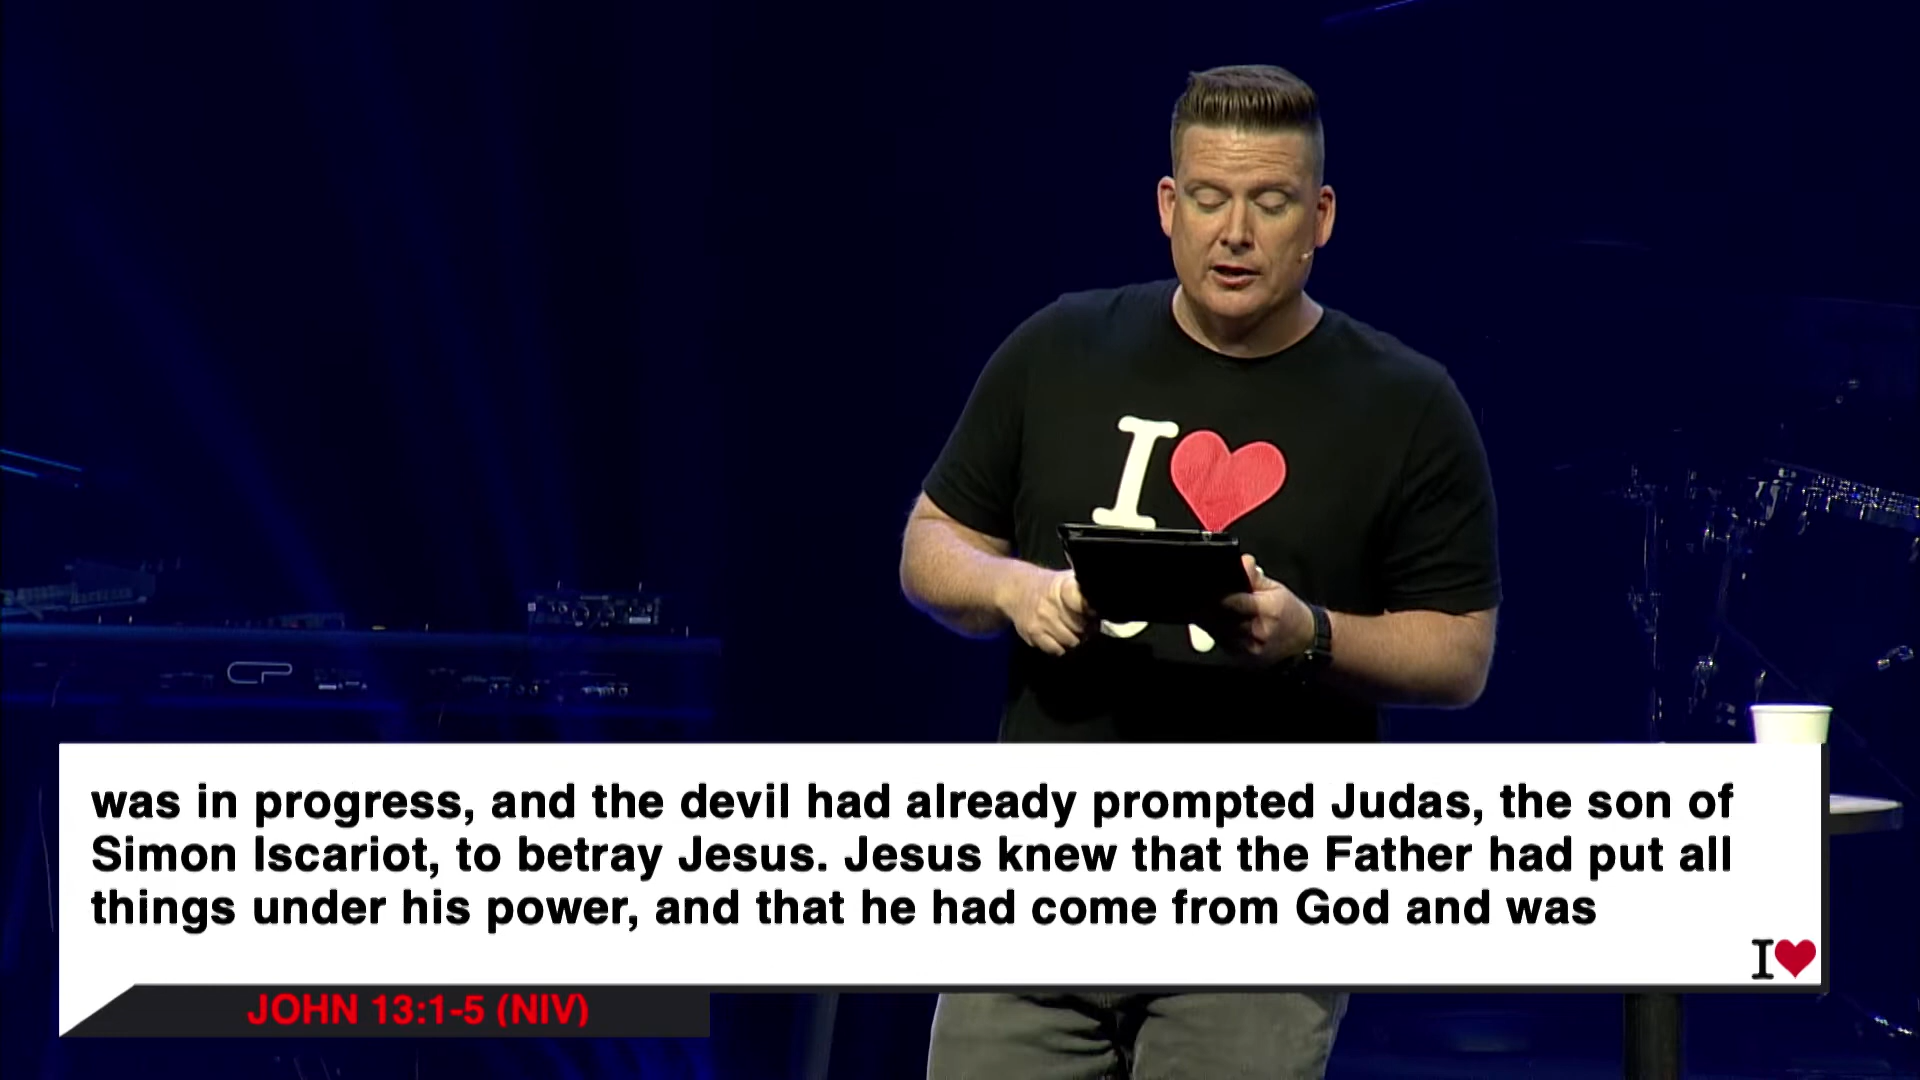 I
CP
was in progress, and the devil had already prompted Judas, the son of
Simon Iscariot, to betray Jesus. Jesus knew that the Father had put all
things under his power, and that he had come from God and was
I
JOHN 13:1-5 (NIV)